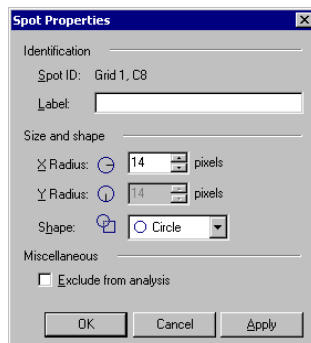 Spot Properties
Identification
Spot ID: Grid 1, C8
Label:
Size and shape
X Radius: 14 pixels
Y Radius: 14 pixels
Shape: Circle
Miscellaneous
Exclude from analysis
OK Cancel Apply